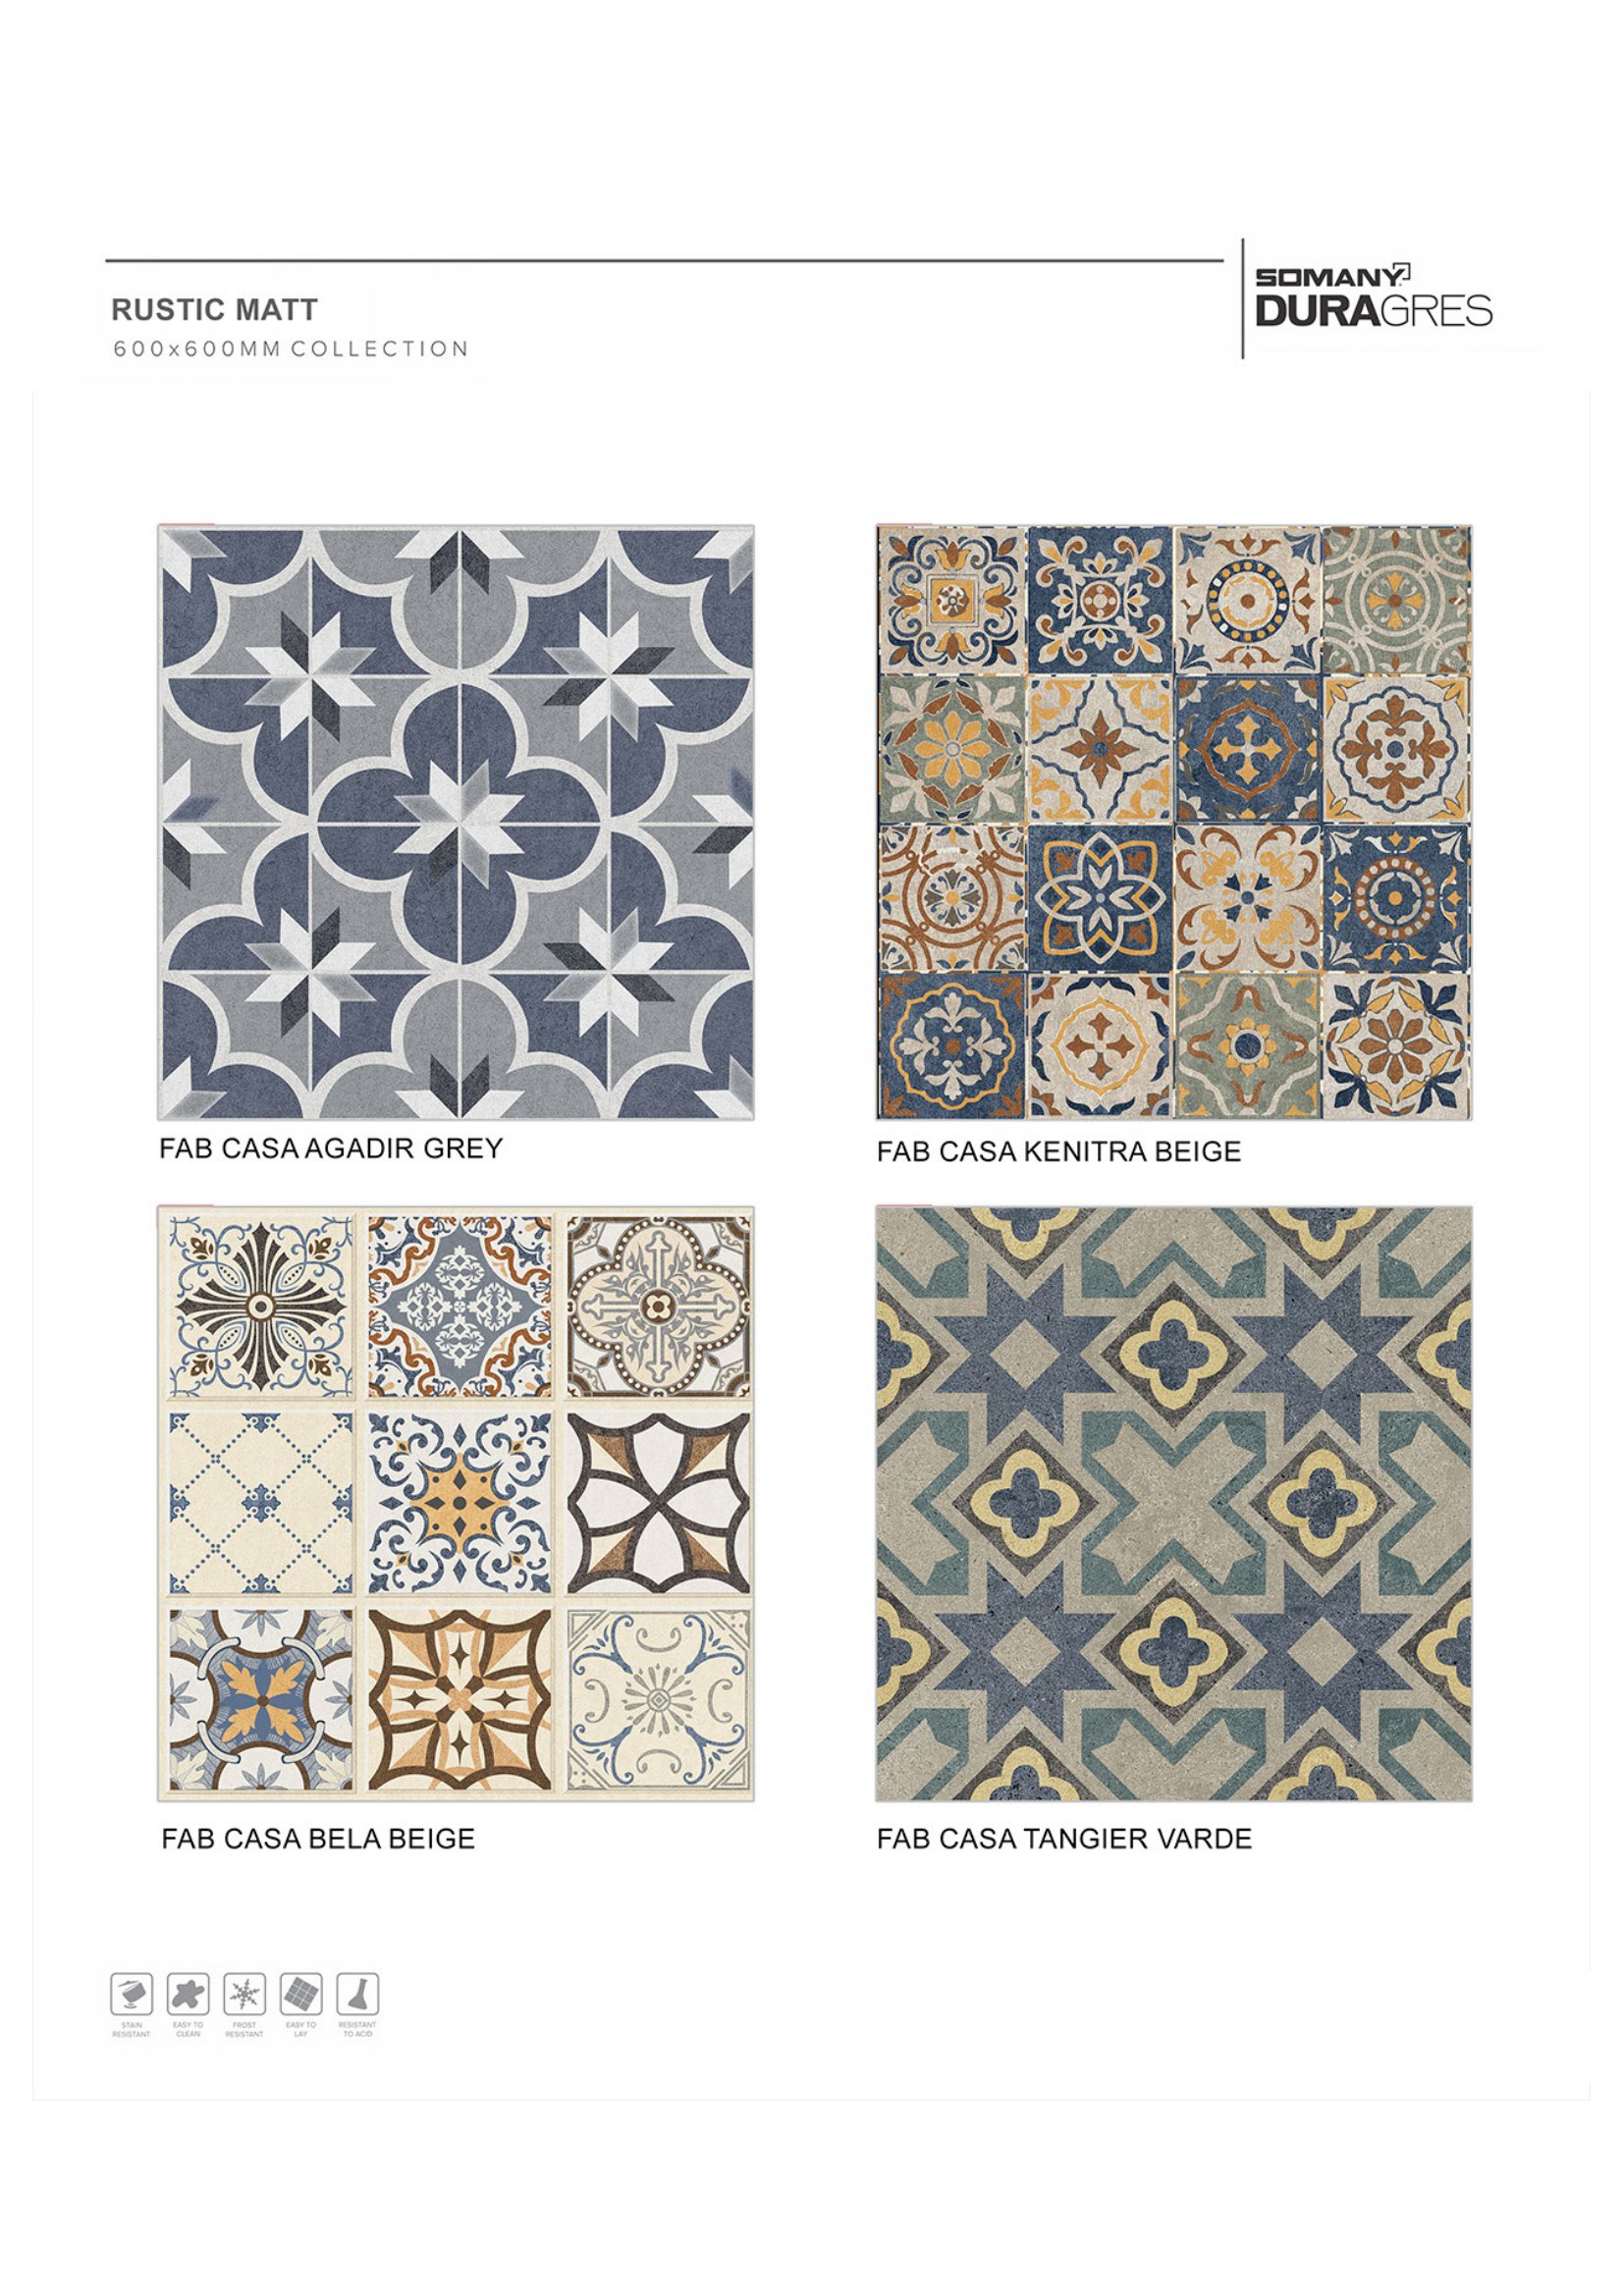 RUSTIC MATT
600x600MM COLLECTION
SOMANY
DURAGRES
FAB CASA AGADIR GREY
FAB CASA KENITRA BEIGE
FAB CASA BELA BEIGE
FAB CASA TANGIER VARDE
STAIN RESISTANT
EASY TO CLEAN
FROST RESISTANT
EASY TO LAY
RESISTANT TO ACID